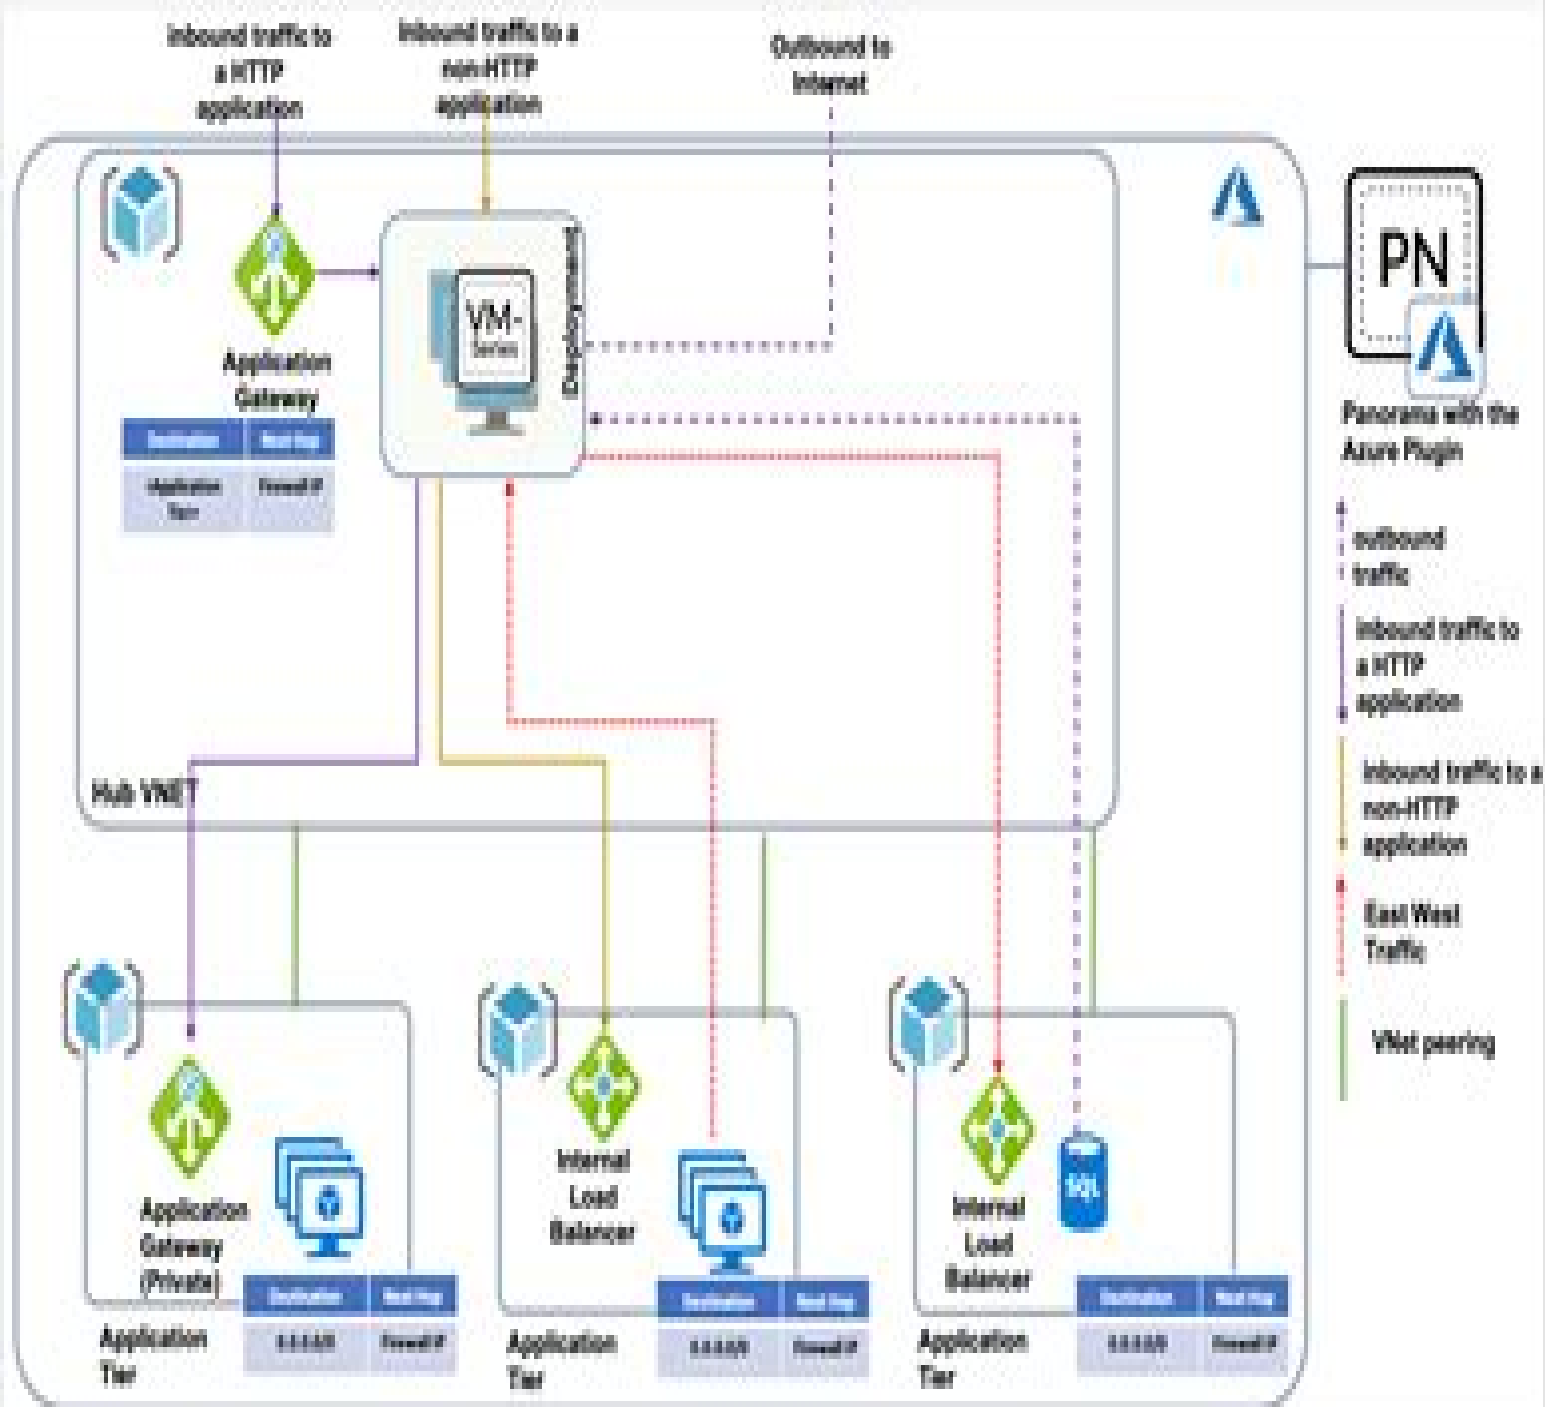 inbound traffic to
a HTTP
application
Inbound traffic to a
non-HTTP
application
Outbound to
Internet
VM-
Series
Deployment
Application
Gateway
Destination
Next Hop
Application
Tier
Firewall IP
Hub VNET
PN
Panorama with the
Azure Plugin
outbound
traffic
inbound traffic to
a HTTP
application
inbound traffic to a
non-HTTP
application
East West
Traffic
VNet peering
Application
Gateway
(Private)
Destination
Next Hop
0.0.0.0/0
Firewall IP
Application
Tier
Internal
Load
Balancer
Destination
Next Hop
0.0.0.0/0
Firewall IP
Application
Tier
Internal
Load
Balancer
SQL
Destination
Next Hop
0.0.0.0/0
Firewall IP
Application
Tier